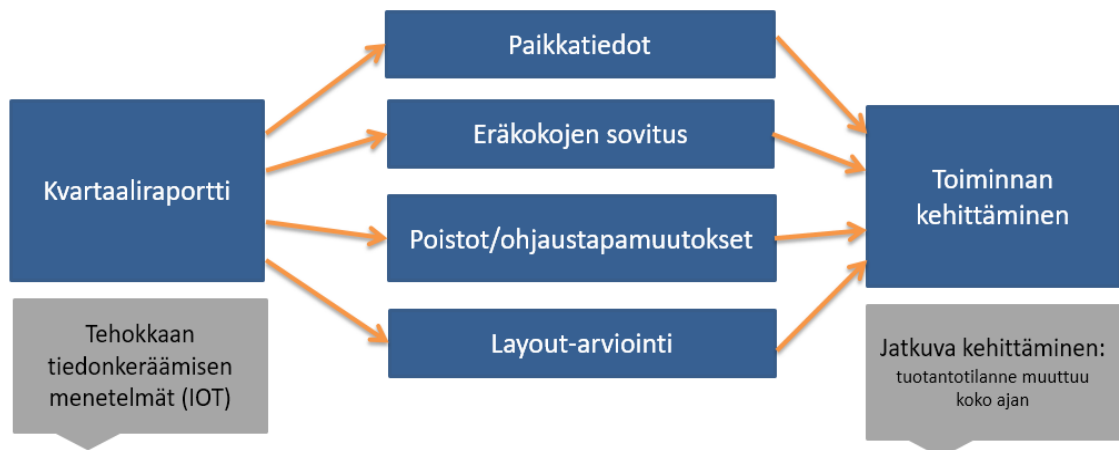 Paikkatiedot
Eräkokojen sovitus
Kvartaaliraportti
Poistot/ohjaustapamuutokset
Layout-arviointi
Toiminnan
kehittäminen
Tehokkaan
tiedonkeräämisen
menetelmät (IOT)
Jatkuva kehittäminen:
tuotantotilanne muuttuu
koko ajan